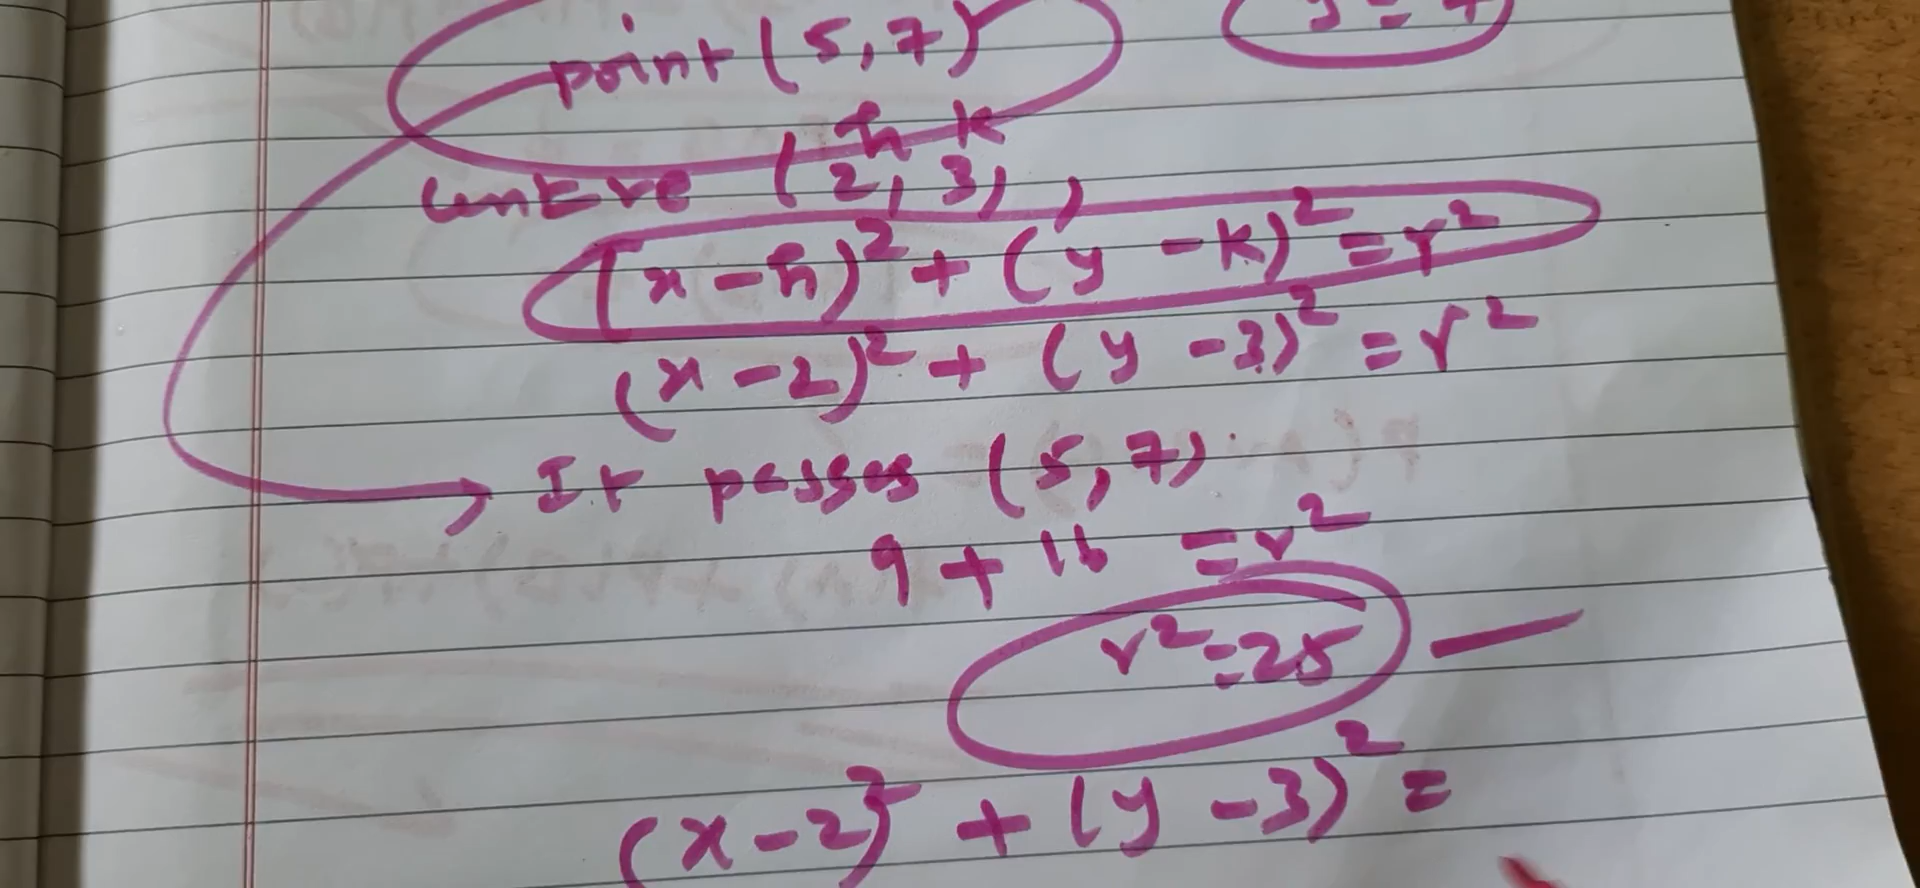 point (5,7)
h k
centre (2, 3)
(x - h)² + (y - k)² = r²
(x - 2)² + (y - 3)² = r²
It passes (5, 7)
9 + 16 = r²
r² = 25
(x - 2)² + (y - 3)² =